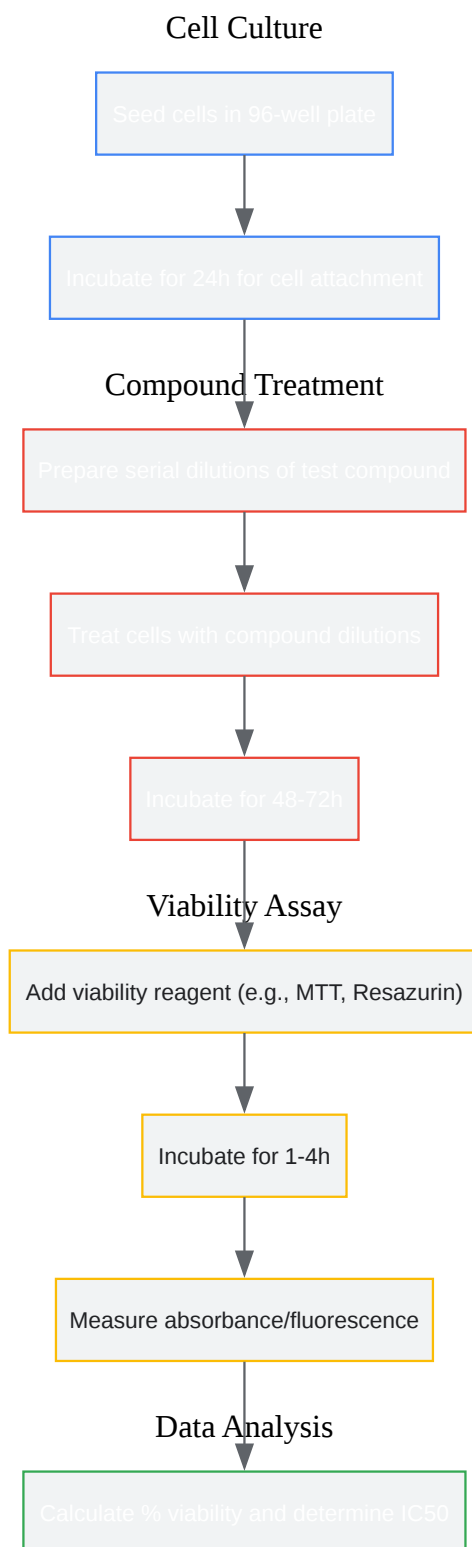 Cell Culture
Seed cells in 96-well plate
Incubate for 24h for cell attachment
Compound Treatment
Prepare serial dilutions of test compound
Treat cells with compound dilutions
Incubate for 48-72h
Viability Assay
Add viability reagent (e.g., MTT, Resazurin)
Incubate for 1-4h
Measure absorbance/fluorescence
Data Analysis
Calculate % viability and determine IC50